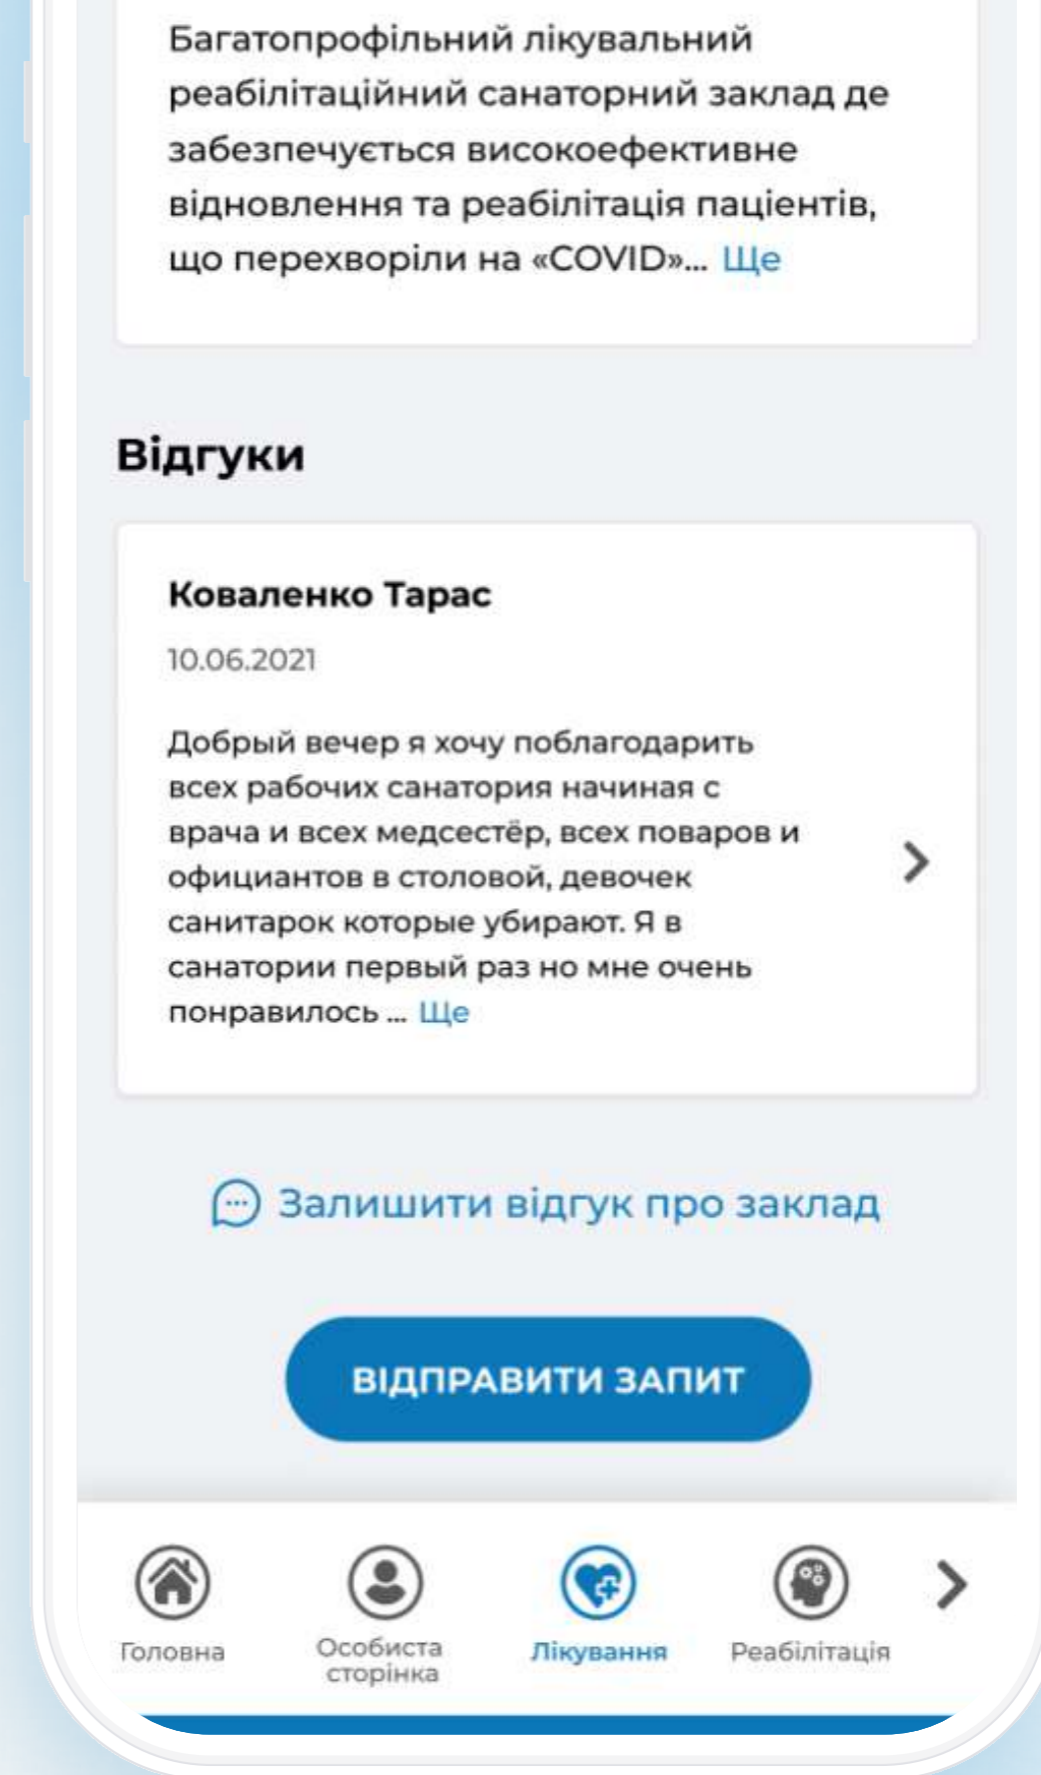 Багатопрофільний лікувальний
реабілітаційний санаторний заклад де
забезпечується високоефективне
відновлення та реабілітація пацієнтів,
що перехворіли на «COVID»... Ще
Відгуки
Коваленко Тарас
10.06.2021
Добрый вечер я хочу поблагодарить
всех рабочих санатория начиная с
врача и всех медсестёр, всех поваров и
официантов в столовой, девочек
санитарок которые убирают. Я в
санатории первый раз но мне очень
понравилось ... Ще
Залишити відгук про заклад
ВІДПРАВИТИ ЗАПИТ
Головна
Особиста
сторінка
Лікування
Реабілітація